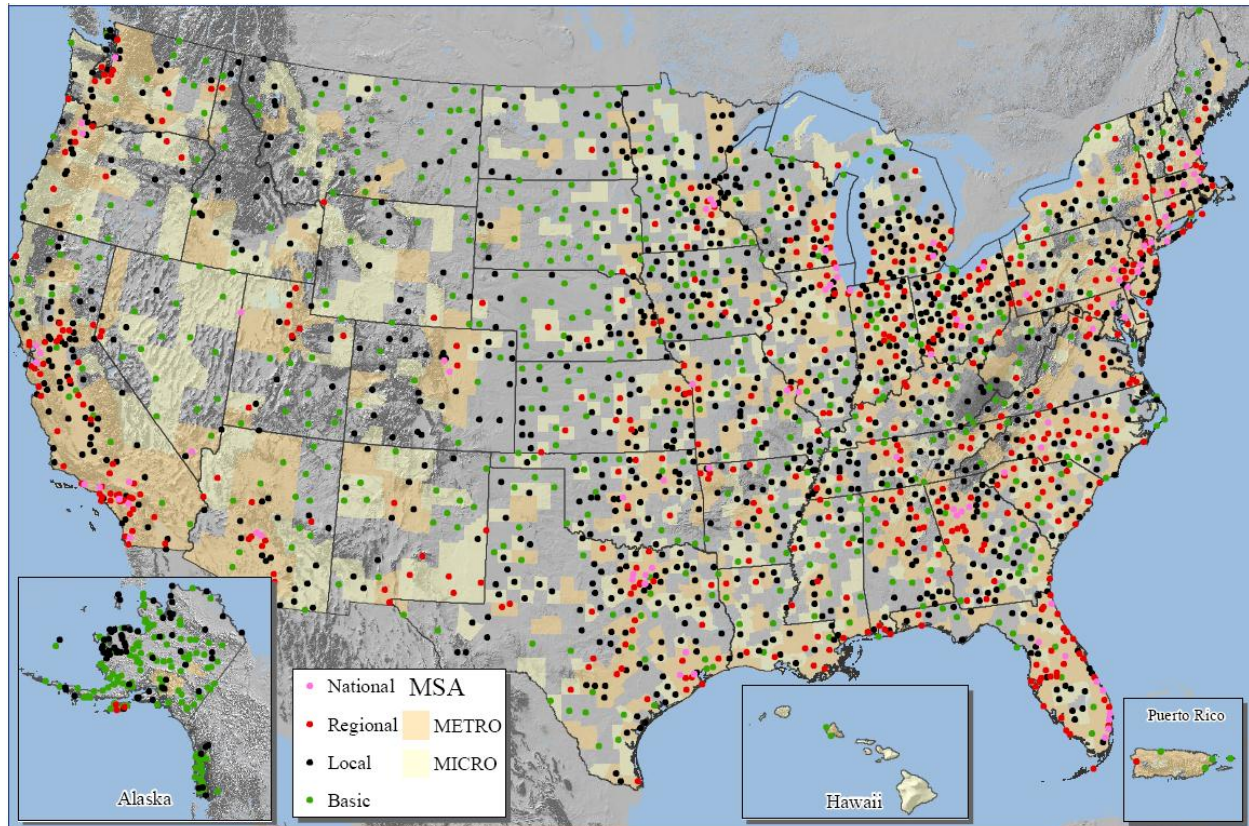 National MSA
Regional METRO
Local MICRO
Basic
Alaska
Hawaii
Puerto Rico